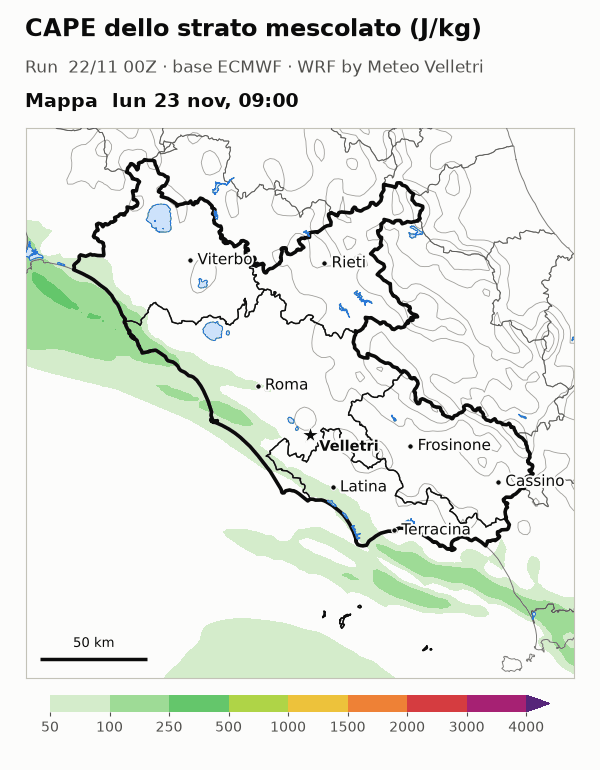 CAPE dello strato mescolato (J/kg)
Run 22/11 00Z · base ECMWF · WRF by Meteo Velletri
Mappa lun 23 nov, 09:00
Viterbo
Rieti
Roma
Velletri
Frosinone
Cassino
Latina
Terracina
50 km
50 100 250 500 1000 1500 2000 3000 4000